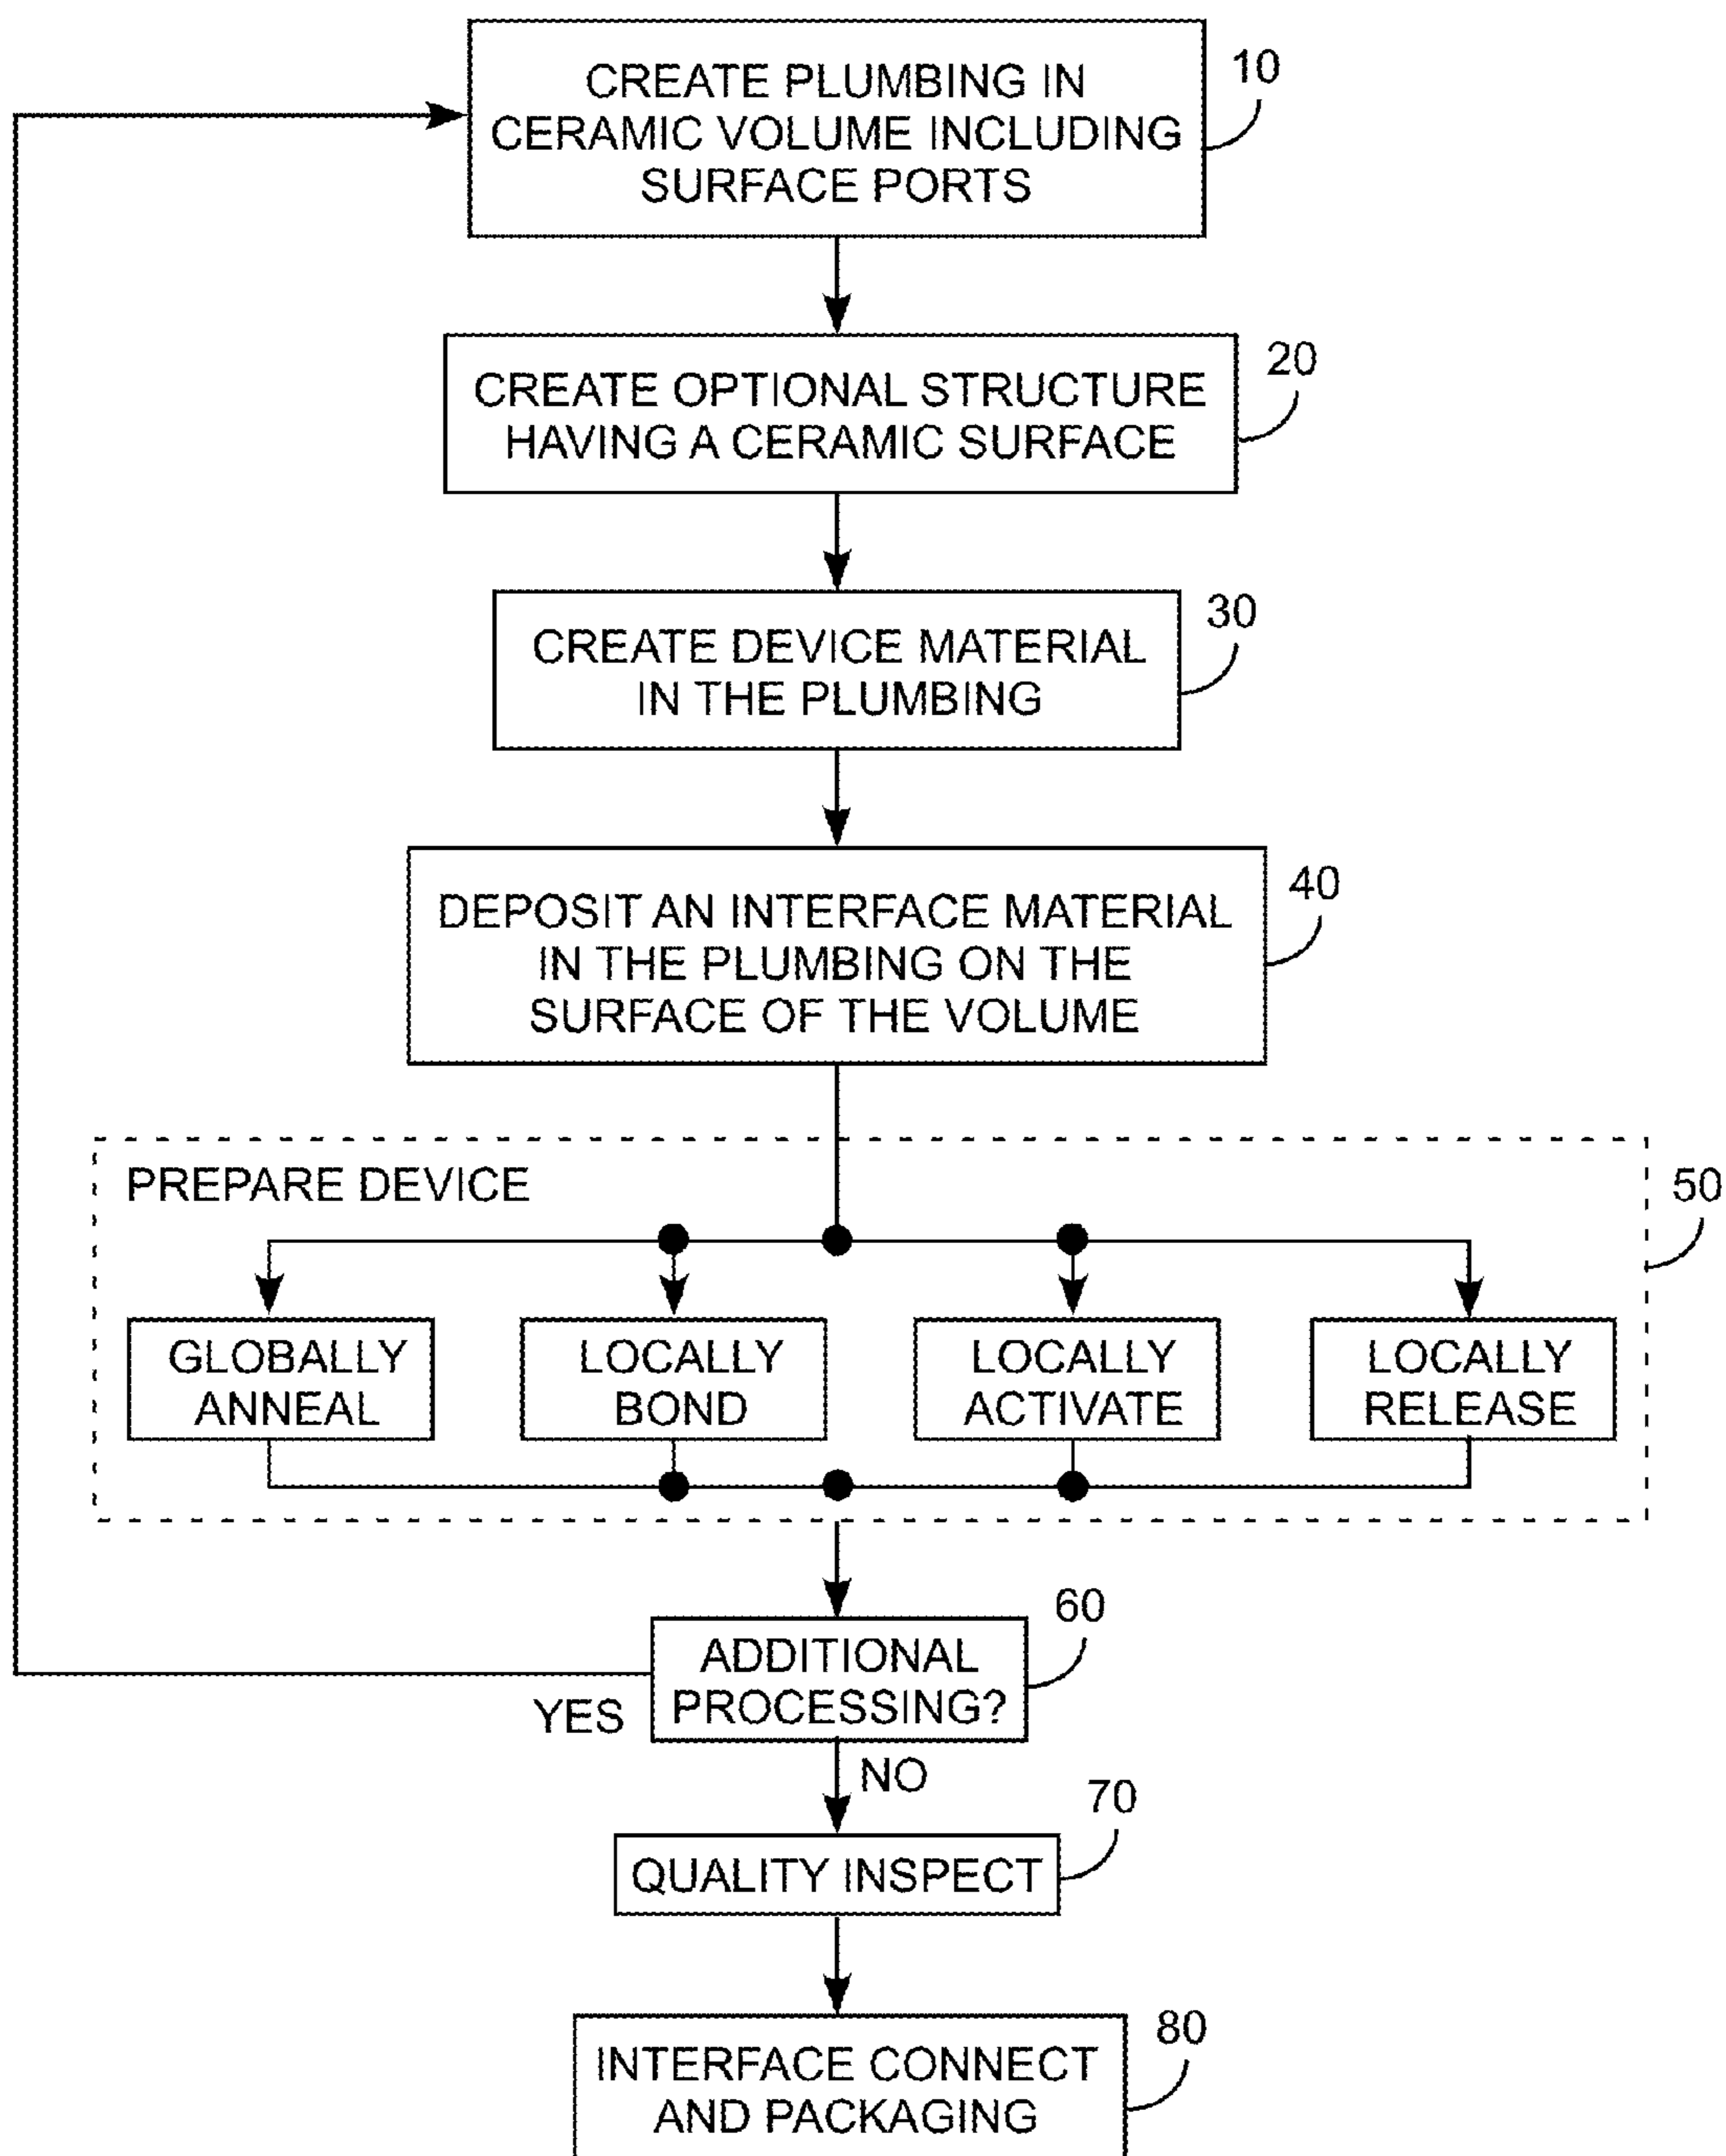 CREATE PLUMBING IN
CERAMIC VOLUME INCLUDING
SURFACE PORTS
10
CREATE OPTIONAL STRUCTURE
HAVING A CERAMIC SURFACE
20
CREATE DEVICE MATERIAL
IN THE PLUMBING
30
DEPOSIT AN INTERFACE MATERIAL
IN THE PLUMBING ON THE
SURFACE OF THE VOLUME
40
PREPARE DEVICE
50
GLOBALLY
ANNEAL
LOCALLY
BOND
LOCALLY
ACTIVATE
LOCALLY
RELEASE
ADDITIONAL
PROCESSING?
60
YES
NO
QUALITY INSPECT
70
INTERFACE CONNECT
AND PACKAGING
80